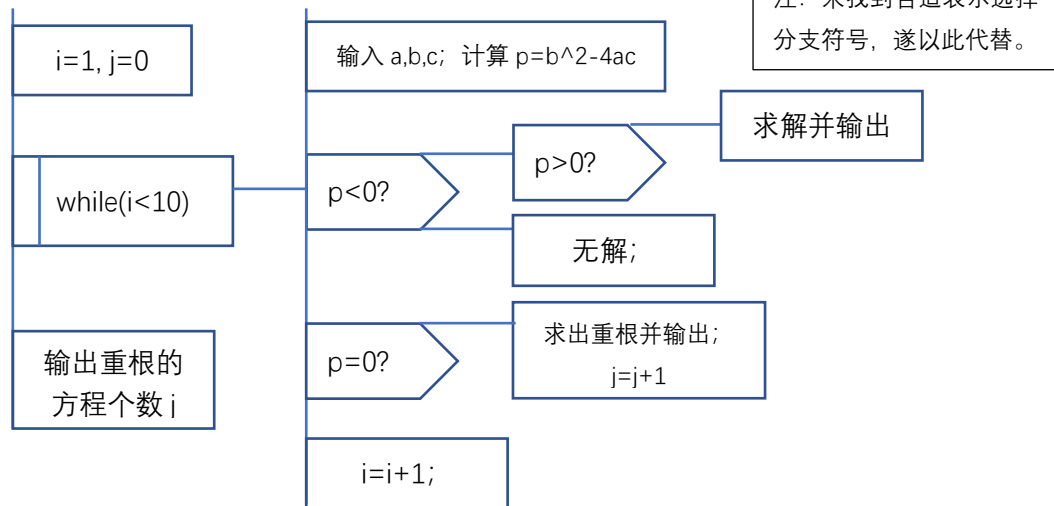 分支符号，遂以此代替。
i=1, j=0
输入 a,b,c；计算 p=b^2-4ac
求解并输出
p>0?
p<0?
while(i<10)
无解；
求出重根并输出；
j=j+1
p=0?
输出重根的
方程个数 j
i=i+1;